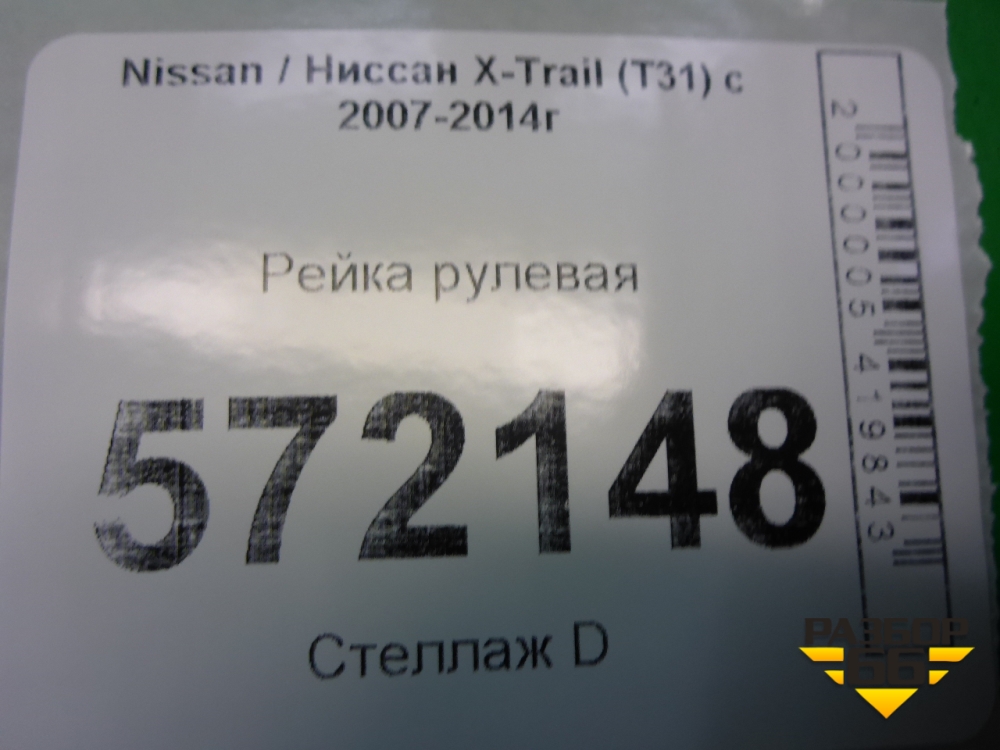 Nissan / Ниссан X-Trail (T31) с
2007-2014г
Рейка рулевая
572148
Стеллаж D
2000005419843
РАЗБОР
66